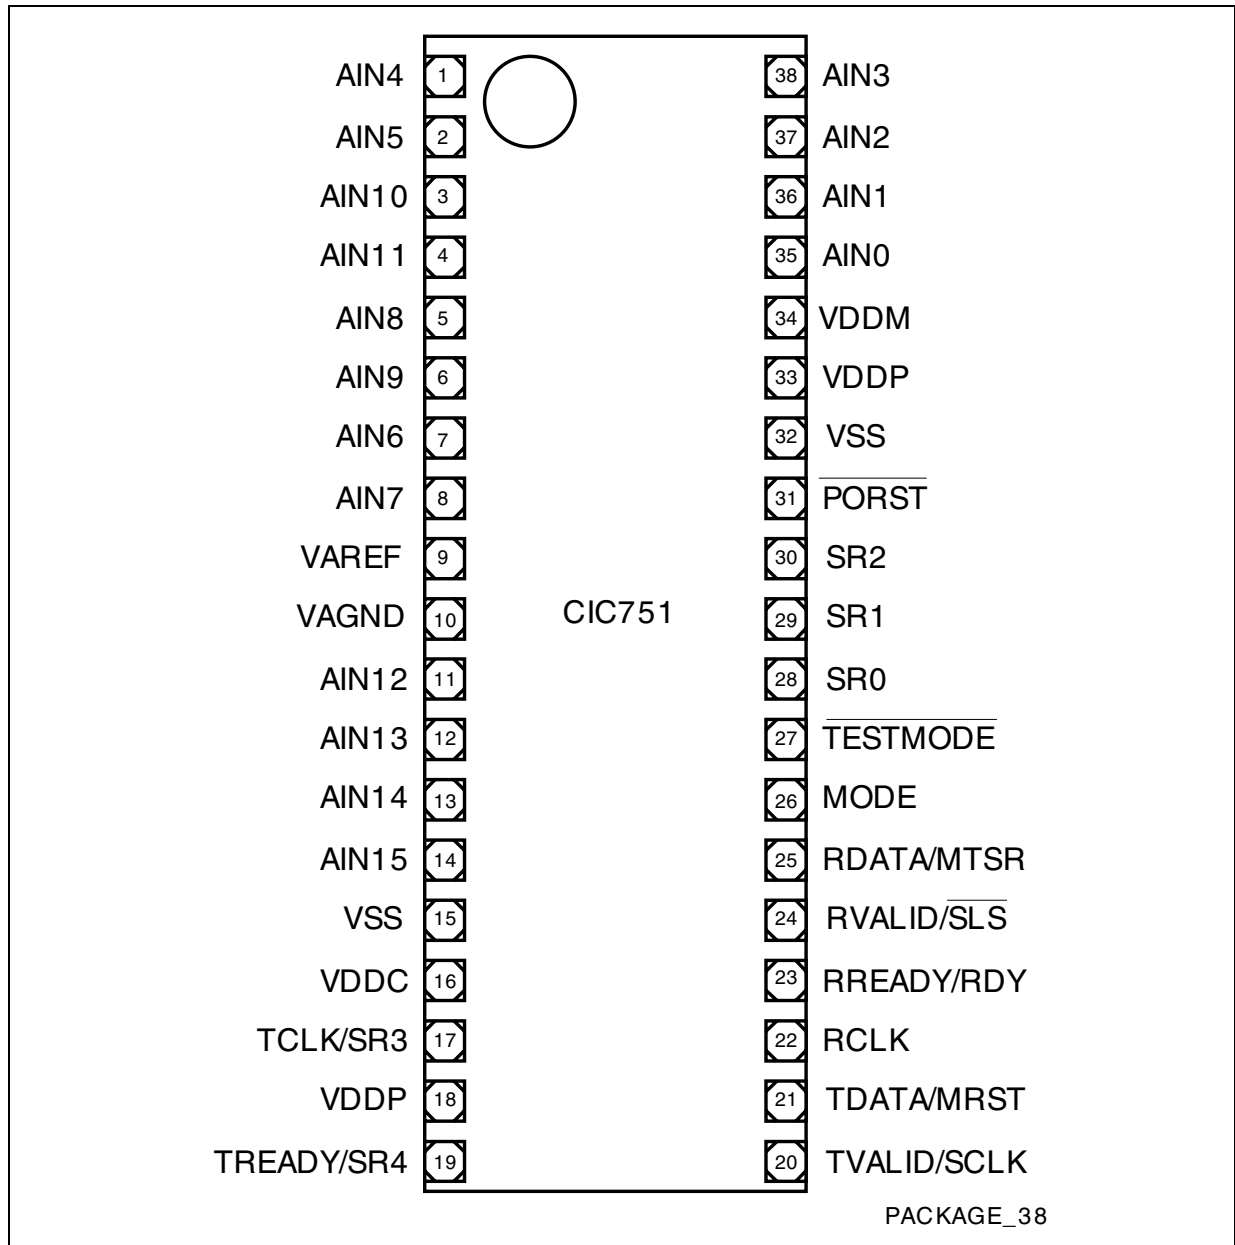 AIN4 1 38 AIN3
AIN5 2 37 AIN2
AIN10 3 36 AIN1
AIN11 4 35 AIN0
AIN8 5 34 VDDM
AIN9 6 33 VDDP
AIN6 7 32 VSS
AIN7 8 31 PORST
VAREF 9 30 SR2
VAGND 10 CIC751 29 SR1
AIN12 11 28 SR0
AIN13 12 27 TESTMODE
AIN14 13 26 MODE
AIN15 14 25 RDATA/MTSR
VSS 15 24 RVALID/SLS
VDDC 16 23 RREADY/RDY
TCLK/SR3 17 22 RCLK
VDDP 18 21 TDATA/MRST
TREADY/SR4 19 20 TVALID/SCLK
PACKAGE_38